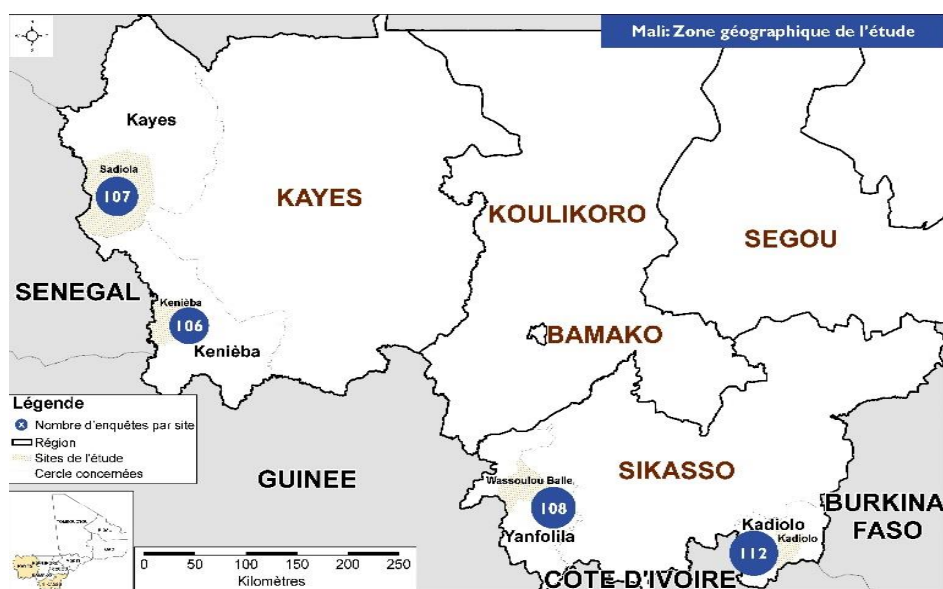 Mali: Zone géographique de l'étude
Kayes
Sadiola
107
KAYES
KOULIKORO
SEGOU
SENEGAL
Kenièba
106
Kenièba
BAMAKO
Légende
X Nombre d'enquêtes par site
Région
Sites de l'étude
Cercle concernées
GUINEE
SIKASSO
Wassoulou Balle
108
Yanfolila
BURKINA
FASO
Kadiolo
Kadiolo
112
CÔTE D'IVOIRE
0 50 100 150 200 250
Kilomètres